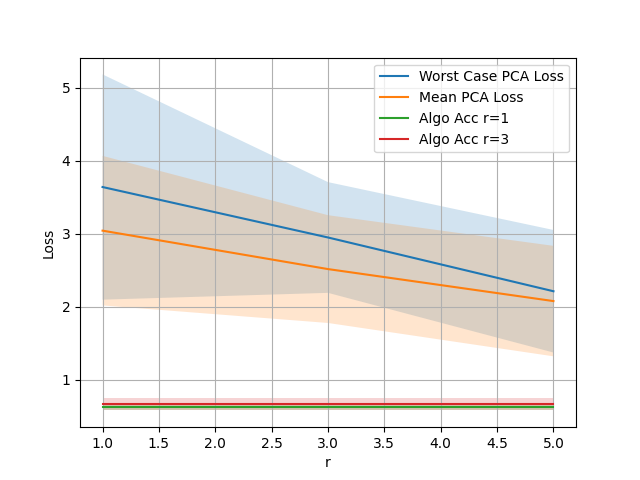 Worst Case PCA Loss
Mean PCA Loss
Algo Acc r=1
Algo Acc r=3
5
4
3
2
1
Loss
1.0 1.5 2.0 2.5 3.0 3.5 4.0 4.5 5.0
r